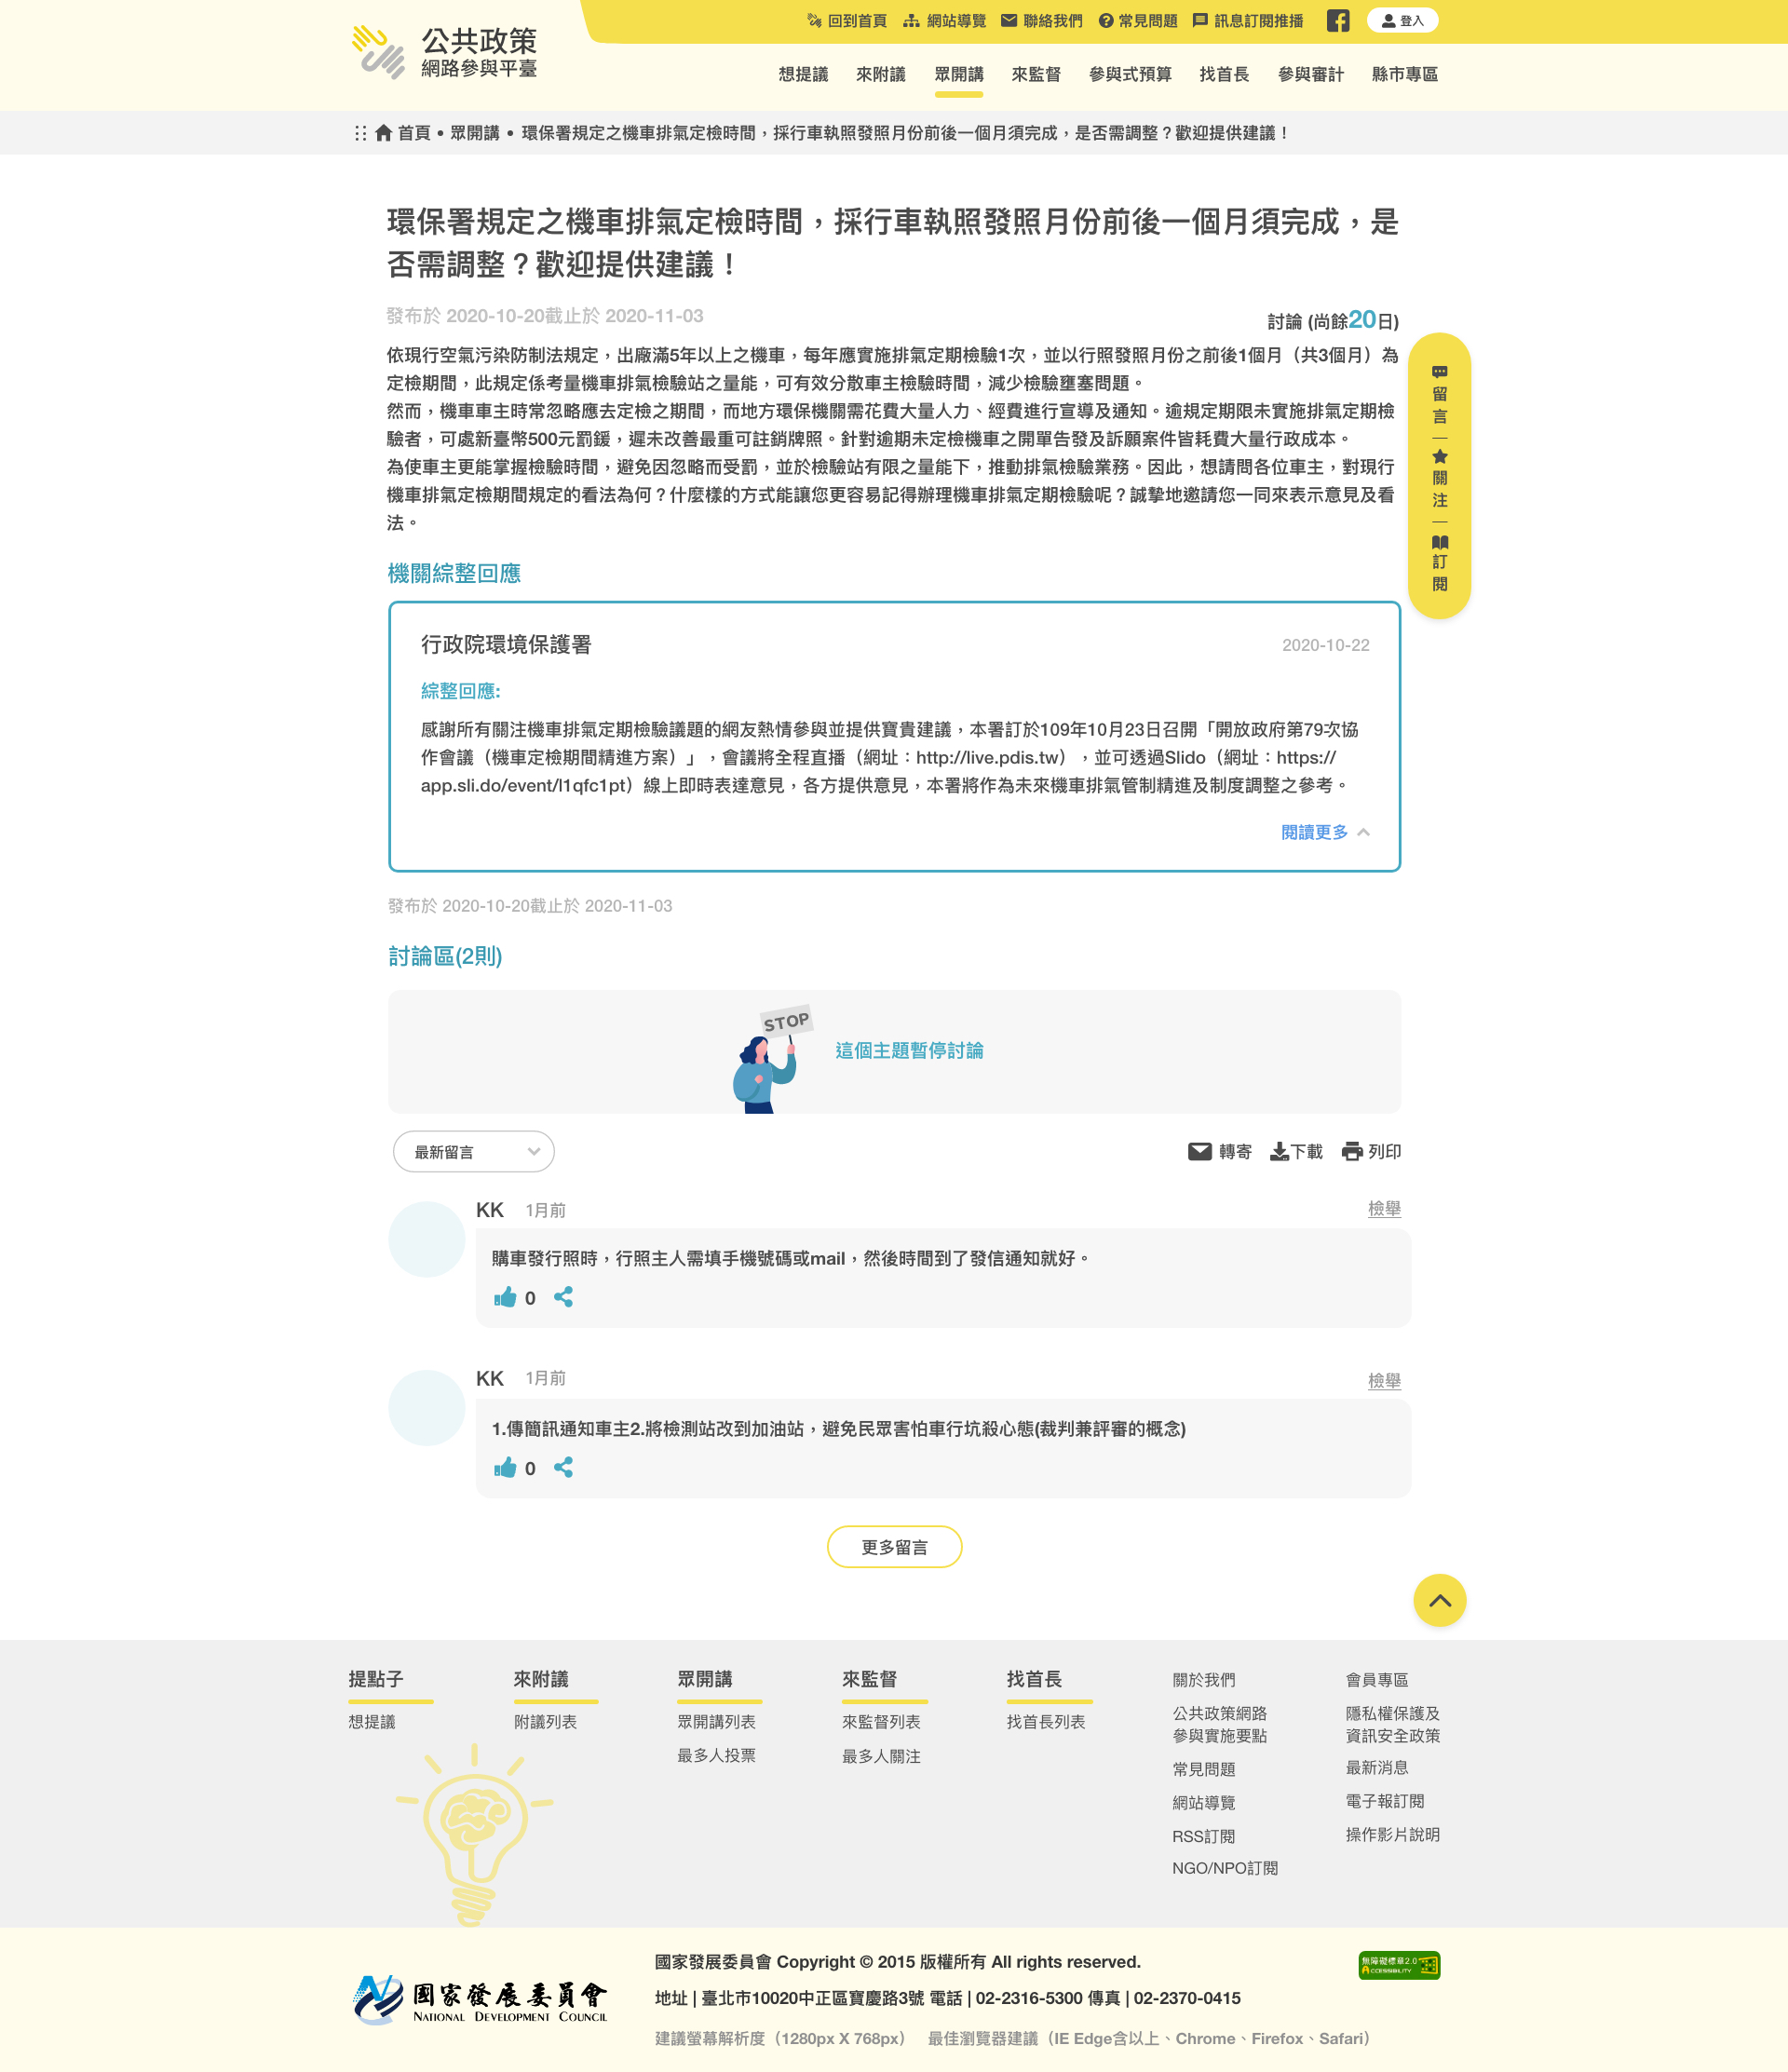 公共政策
網路參與平臺
回到首頁 網站導覽 聯絡我們 常見問題 訊息訂閱推播 登入
想提議 來附議 眾開講 來監督 參與式預算 找首長 參與審計 縣市專區
首頁 • 眾開講 • 環保署規定之機車排氣定檢時間，採行車執照發照月份前後一個月須完成，是否需調整？歡迎提供建議！
環保署規定之機車排氣定檢時間，採行車執照發照月份前後一個月須完成，是
否需調整？歡迎提供建議！
發布於 2020-10-20截止於 2020-11-03
討論 (尚餘20日)
依現行空氣污染防制法規定，出廠滿5年以上之機車，每年應實施排氣定期檢驗1次，並以行照發照月份之前後1個月（共3個月）為
定檢期間，此規定係考量機車排氣檢驗站之量能，可有效分散車主檢驗時間，減少檢驗壅塞問題。
然而，機車車主時常忽略應去定檢之期間，而地方環保機關需花費大量人力、經費進行宣導及通知。逾規定期限未實施排氣定期檢
驗者，可處新臺幣500元罰鍰，遲未改善最重可註銷牌照。針對逾期未定檢機車之開單告發及訴願案件皆耗費大量行政成本。
為使車主更能掌握檢驗時間，避免因忽略而受罰，並於檢驗站有限之量能下，推動排氣檢驗業務。因此，想請問各位車主，對現行
機車排氣定檢期間規定的看法為何？什麼樣的方式能讓您更容易記得辦理機車排氣定期檢驗呢？誠摯地邀請您一同來表示意見及看
法。
留言
關注
訂閱
機關綜整回應
行政院環境保護署
2020-10-22
綜整回應:
感謝所有關注機車排氣定期檢驗議題的網友熱情參與並提供寶貴建議，本署訂於109年10月23日召開「開放政府第79次協
作會議（機車定檢期間精進方案）」，會議將全程直播（網址：http://live.pdis.tw），並可透過Slido（網址：https://
app.sli.do/event/l1qfc1pt）線上即時表達意見，各方提供意見，本署將作為未來機車排氣管制精進及制度調整之參考。
閱讀更多
發布於 2020-10-20截止於 2020-11-03
討論區(2則)
STOP
這個主題暫停討論
最新留言
轉寄 下載 列印
KK 1月前 檢舉
購車發行照時，行照主人需填手機號碼或mail，然後時間到了發信通知就好。
0
KK 1月前 檢舉
1.傳簡訊通知車主2.將檢測站改到加油站，避免民眾害怕車行坑殺心態(裁判兼評審的概念)
0
更多留言
提點子
想提議
來附議
附議列表
眾開講
眾開講列表
最多人投票
來監督
來監督列表
最多人關注
找首長
找首長列表
關於我們
公共政策網路
參與實施要點
常見問題
網站導覽
RSS訂閱
NGO/NPO訂閱
會員專區
隱私權保護及
資訊安全政策
最新消息
電子報訂閱
操作影片說明
國家發展委員會
NATIONAL DEVELOPMENT COUNCIL
國家發展委員會 Copyright © 2015 版權所有 All rights reserved.
地址 | 臺北市10020中正區寶慶路3號 電話 | 02-2316-5300 傳真 | 02-2370-0415
建議螢幕解析度（1280px X 768px） 最佳瀏覽器建議（IE Edge含以上、Chrome、Firefox、Safari）
無障礙標章2.0
ACCESSIBILITY